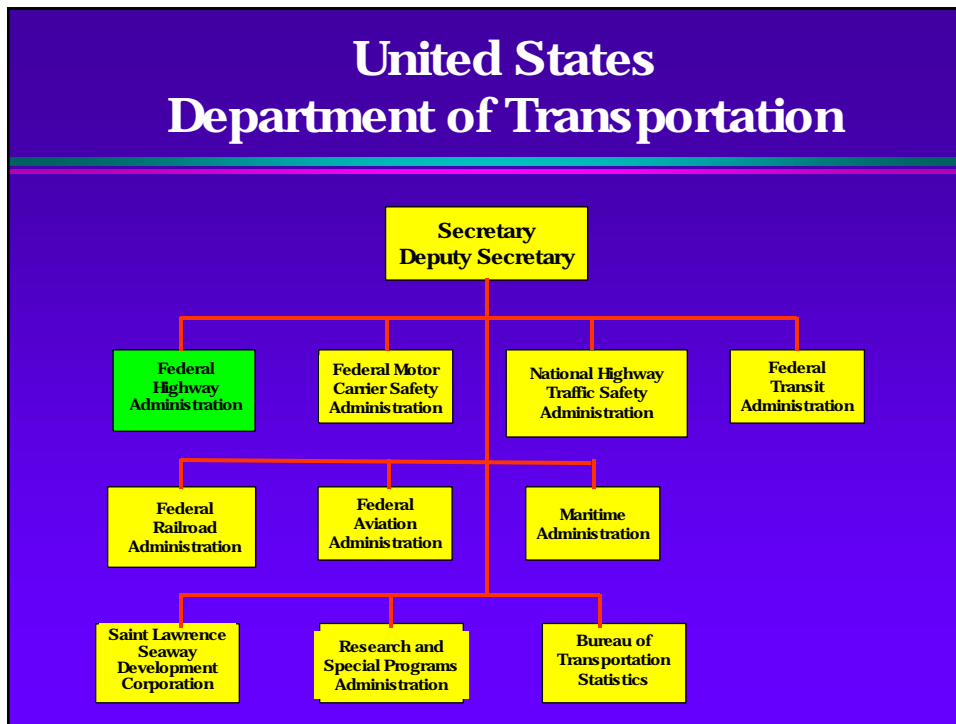 United States
Department of Transportation
Secretary
Deputy Secretary
Federal
Highway
Administration
Federal Motor
Carrier Safety
Administration
National Highway
Traffic Safety
Administration
Federal
Transit
Administration
Federal
Railroad
Administration
Federal
Aviation
Administration
Maritime
Administration
Saint Lawrence
Seaway
Development
Corporation
Research and
Special Programs
Administration
Bureau of
Transportation
Statistics